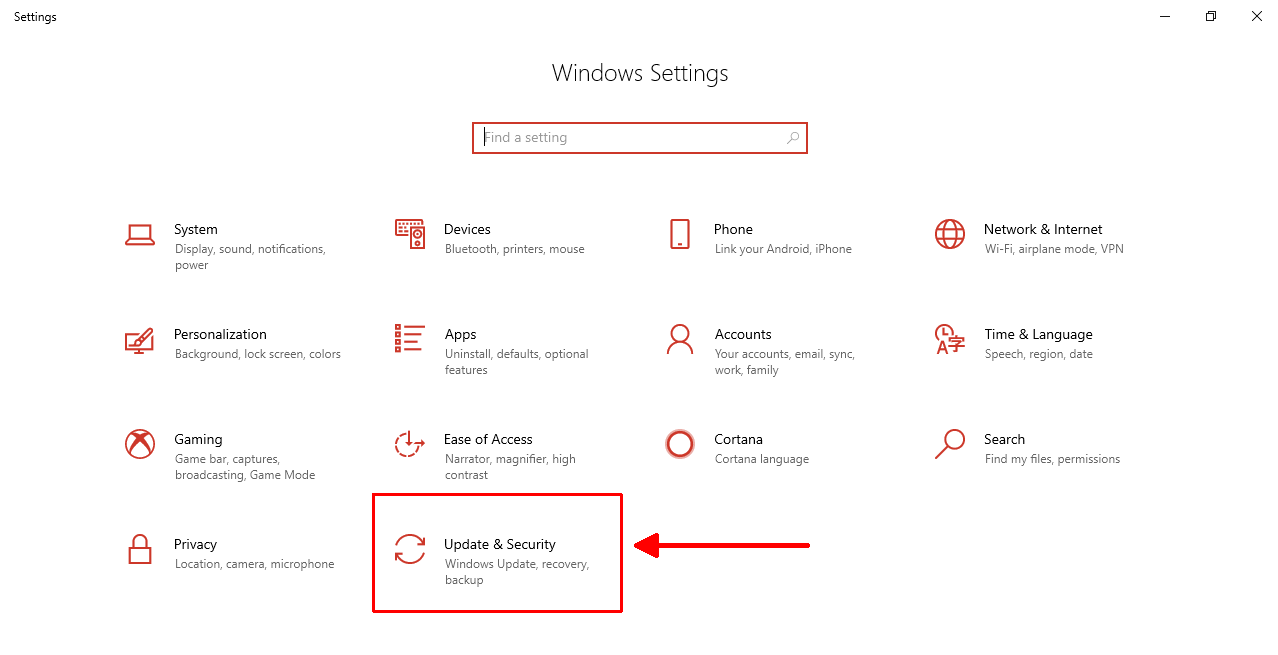 Settings
Windows Settings
Find a setting
System
Display, sound, notifications,
power
Devices
Bluetooth, printers, mouse
Phone
Link your Android, iPhone
Network & Internet
Wi-Fi, airplane mode, VPN
Personalization
Background, lock screen, colors
Apps
Uninstall, defaults, optional
features
Accounts
Your accounts, email, sync,
work, family
Time & Language
Speech, region, date
Gaming
Game bar, captures,
broadcasting, Game Mode
Ease of Access
Narrator, magnifier, high
contrast
Cortana
Cortana language
Search
Find my files, permissions
Privacy
Location, camera, microphone
Update & Security
Windows Update, recovery,
backup